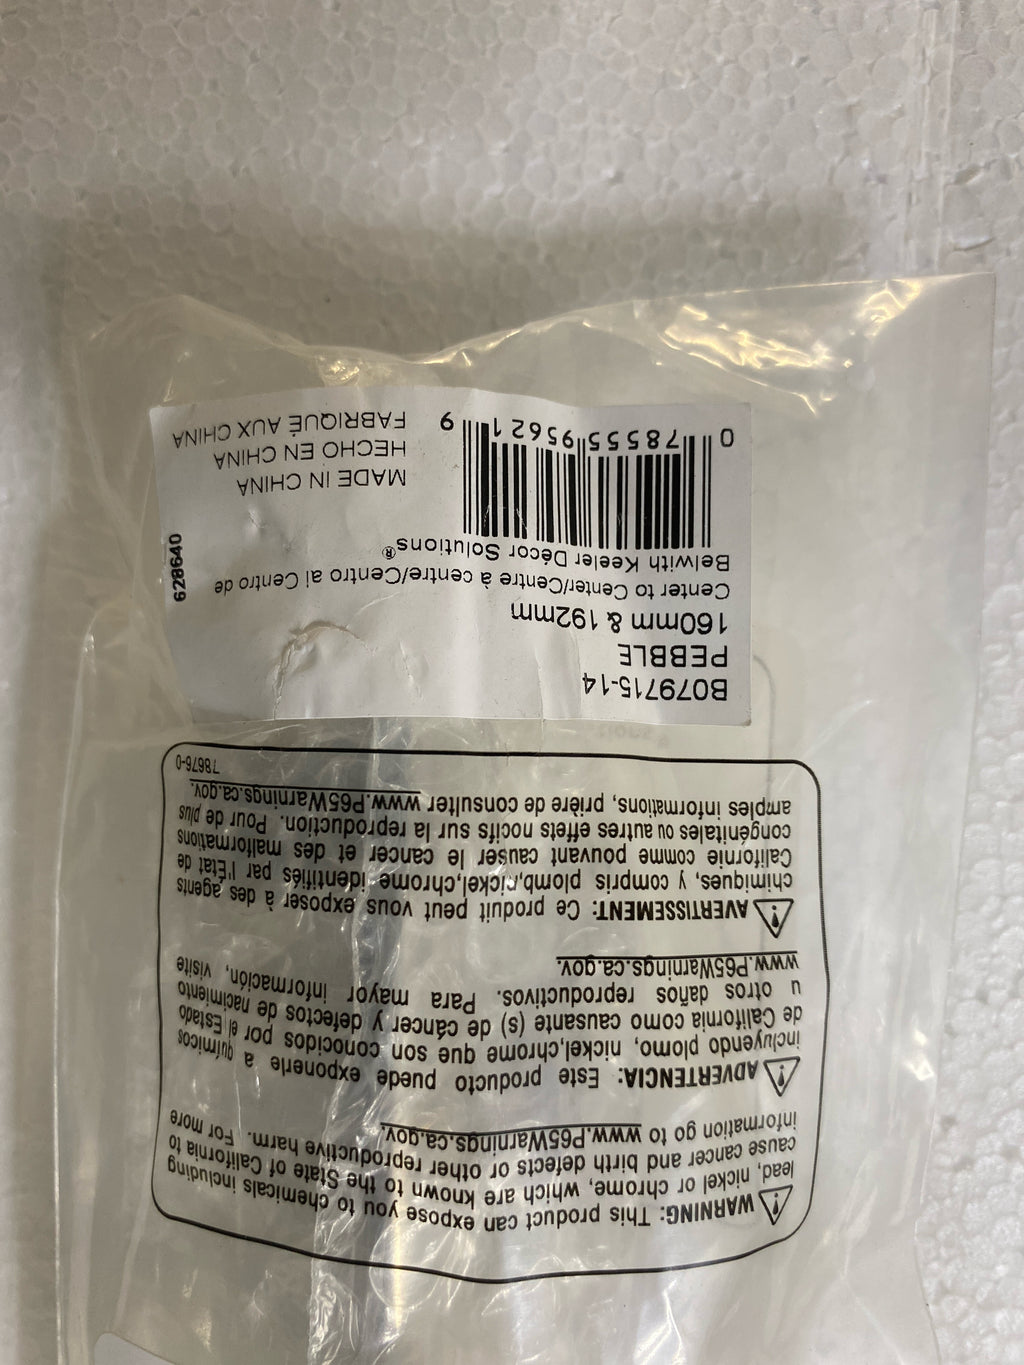 B079715-14
PEBBLE
160mm & 192mm
Center to Center/Centre à centre/Centro al Centro de
Belwith Keeler Décor Solutions®
0 78555 95621 9
MADE IN CHINA
HECHO EN CHINA
FABRIQUÉ AUX CHINA
628640
WARNING: This product can expose you to chemicals including
lead, nickel or chrome, which are known to the State of California to
cause cancer and birth defects or other reproductive harm. For more
information go to www.P65Warnings.ca.gov.
ADVERTENCIA: Este producto puede exponerle a químicos
incluyendo plomo, nickel,chrome que son conocidos por el Estado
de California como causante (s) de cáncer y defectos de nacimiento
u otros daños reproductivos. Para mayor información, visite
www.P65Warnings.ca.gov.
AVERTISSEMENT: Ce produit peut vous exposer à des agents
chimiques, y compris plomb,nickel,chrome identifiés par l'État de
Californie comme pouvant causer le cancer et des malformations
congénitales ou autres effets nocifs sur la reproduction. Pour de plus
amples informations, prière de consulter www.P65Warnings.ca.gov.
78676-0